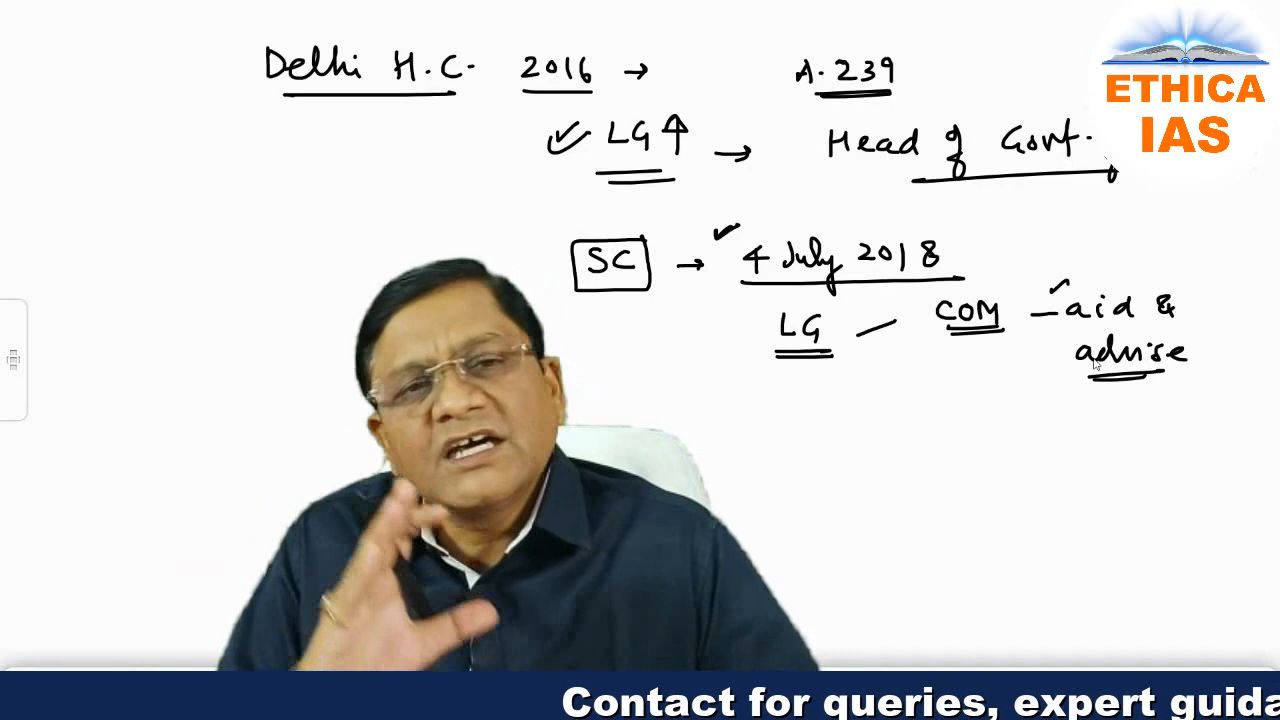 Delhi H.C. 2016 → A. 239
✓ LG↑ → Head of Govt.
SC → ✓ 4 July 2018
LG — COM — ✓ aid &
advise
ETHICA
IAS
Contact for queries, expert guida